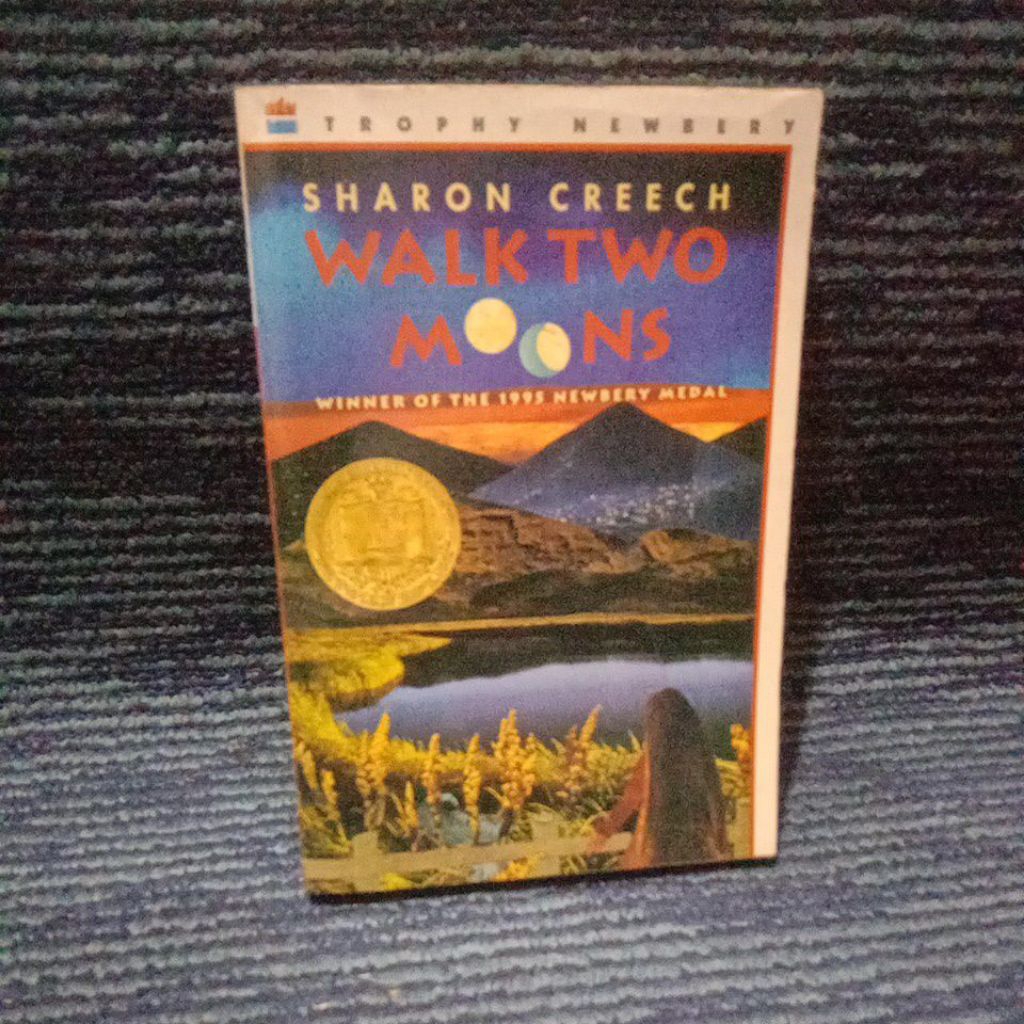 TROPHY NEWBERY
SHARON CREECH
WALK TWO
MOONS
WINNER OF THE 1995 NEWBERY MEDAL